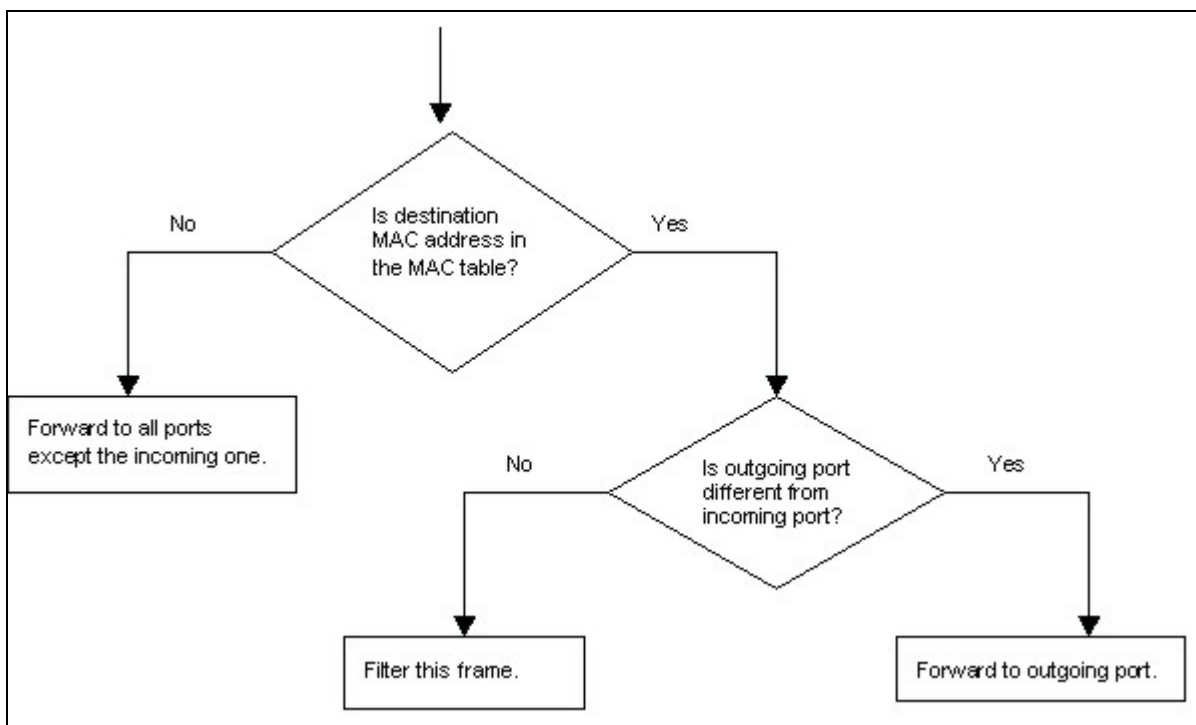 Is destination
MAC address in
the MAC table?
No
Yes
Forward to all ports
except the incoming one.
Is outgoing port
different from
incoming port?
No
Yes
Filter this frame.
Forward to outgoing port.